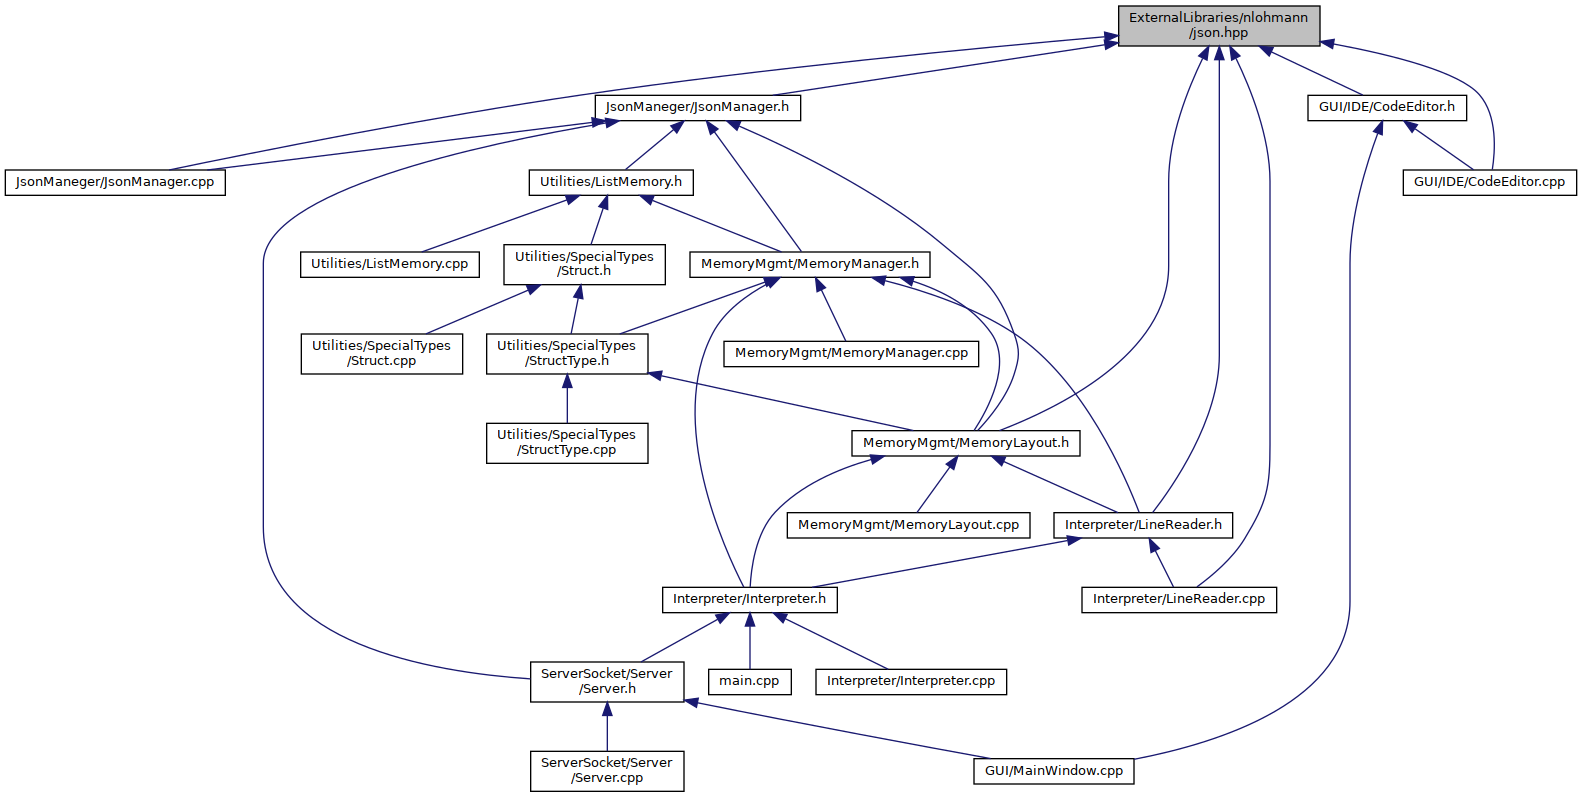 ExternalLibraries/nlohmann
/json.hpp
JsonManeger/JsonManager.h
GUI/IDE/CodeEditor.h
JsonManeger/JsonManager.cpp
Utilities/ListMemory.h
GUI/IDE/CodeEditor.cpp
Utilities/ListMemory.cpp
Utilities/SpecialTypes
/Struct.h
MemoryMgmt/MemoryManager.h
Utilities/SpecialTypes
/Struct.cpp
Utilities/SpecialTypes
/StructType.h
MemoryMgmt/MemoryManager.cpp
Utilities/SpecialTypes
/StructType.cpp
MemoryMgmt/MemoryLayout.h
MemoryMgmt/MemoryLayout.cpp
Interpreter/LineReader.h
Interpreter/Interpreter.h
Interpreter/LineReader.cpp
ServerSocket/Server
/Server.h
main.cpp
Interpreter/Interpreter.cpp
ServerSocket/Server
/Server.cpp
GUI/MainWindow.cpp